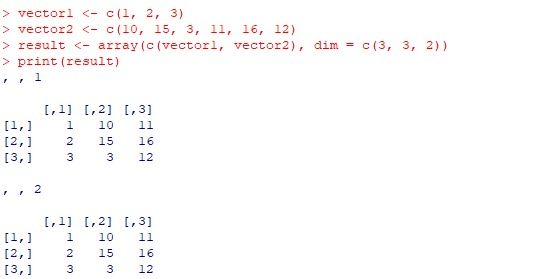 > vector1 <- c(1, 2, 3)
> vector2 <- c(10, 15, 3, 11, 16, 12)
> result <- array(c(vector1, vector2), dim = c(3, 3, 2))
> print(result)
, , 1
     [,1] [,2] [,3]
[1,]    1   10   11
[2,]    2   15   16
[3,]    3    3   12
, , 2
     [,1] [,2] [,3]
[1,]    1   10   11
[2,]    2   15   16
[3,]    3    3   12